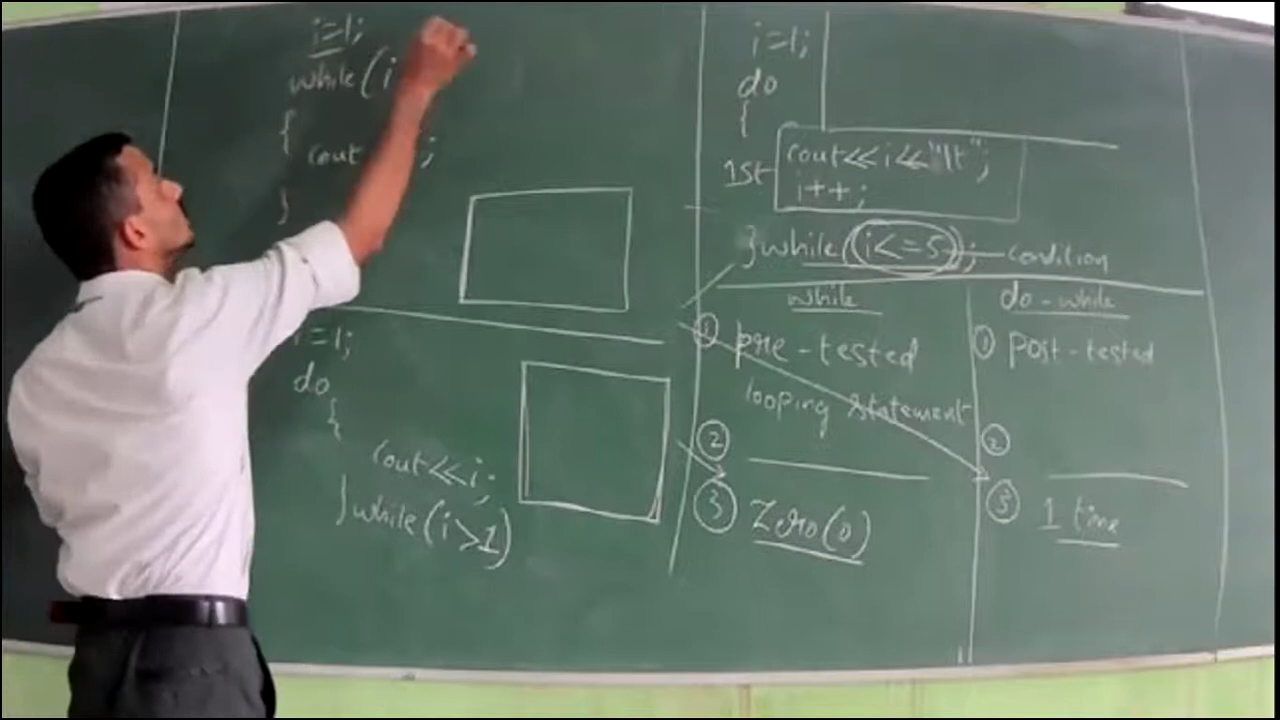 i=1;
while(i
{
cout ;
}
i=1;
do
{
cout<<i;
}while(i>1)
i=1;
do
{
1st cout<<i<<"\t";
i++;
}while(i<=5); condition
while
① pre-tested
looping statement
②
③ Zero(0)
do-while
① post-tested
②
③ 1 time